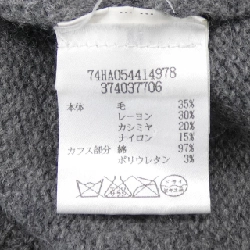 74HA05441497B
374037706
本体 毛 35%
レーヨン 30%
カシミヤ 20%
ナイロン 15%
カフス部分 綿 97%
ポリウレタン 3%